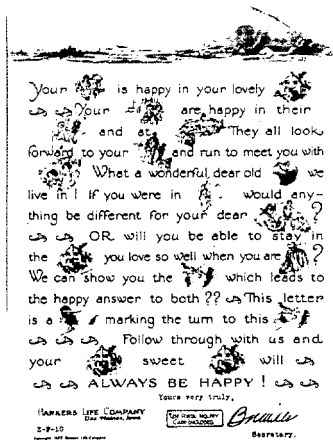 Your is happy in your lovely
Your are happy in their
and at They all look
forward to your and run to meet you with
What a wonderful, dear old we
live in! If you were in would any-
thing be different for your dear ?
OR will you be able to stay in
the you love so well when you are ?
We can show you the which leads to
the happy answer to both?? This letter
is a marking the turn to this
Follow through with us and
your sweet will
ALWAYS BE HAPPY!
Yours very truly,
BANKERS LIFE COMPANY
Des Moines, Iowa
Secretary.